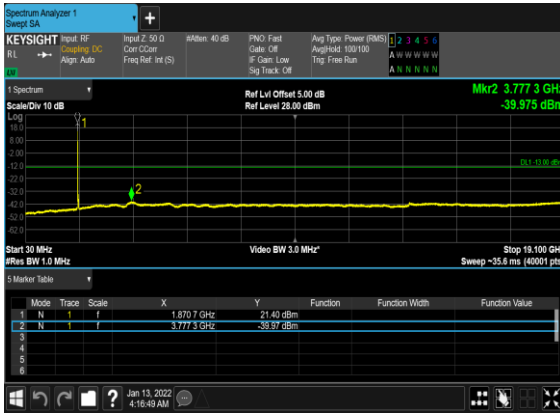 Spectrum Analyzer 1
Swept SA
+
KEYSIGHT Input: RF Input Z: 50 Ω #Atten: 40 dB PNO: Fast Avg Type: Power (RMS) 1 2 3 4 5 6
RL Coupling: DC Corr CCorr Gate: Off Avg|Hold: 100/100 A W W W W W
Align: Auto Freq Ref: Int (S) IF Gain: Low Trig: Free Run
Sig Track: Off A N N N N N
1 Spectrum Ref Lvl Offset 5.00 dB Mkr2 3.777 3 GHz
Scale/Div 10 dB Ref Level 28.00 dBm -39.975 dBm
Log
18.0
1
8.00
-2.00
-12.0
DL1 -13.00 dBm
-22.0
-32.0
2
-42.0
-52.0
-62.0
Start 30 MHz Video BW 3.0 MHz* Stop 19.100 GHz
#Res BW 1.0 MHz Sweep ~35.6 ms (40001 pts)
5 Marker Table
Mode Trace Scale X Y Function Function Width Function Value
1 N 1 f 1.870 7 GHz 21.40 dBm
2 N 1 f 3.777 3 GHz -39.97 dBm
3
4
5
6
? Jan 13, 2022
4:16:49 AM